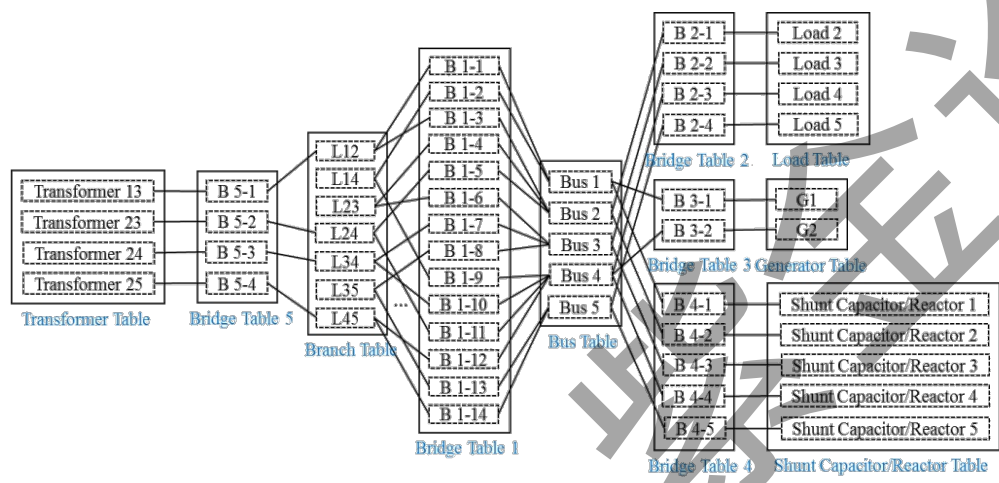 Transformer 13
Transformer 23
Transformer 24
Transformer 25
Transformer Table
B 5-1
B 5-2
B 5-3
B 5-4
Bridge Table 5
L12
L14
L23
L24
L34
L35
L45
Branch Table
...
B 1-1
B 1-2
B 1-3
B 1-4
B 1-5
B 1-6
B 1-7
B 1-8
B 1-9
B 1-10
B 1-11
B 1-12
B 1-13
B 1-14
Bridge Table 1
Bus 1
Bus 2
Bus 3
Bus 4
Bus 5
Bus Table
B 2-1
B 2-2
B 2-3
B 2-4
Bridge Table 2
Load 2
Load 3
Load 4
Load 5
Load Table
B 3-1
B 3-2
Bridge Table 3
G1
G2
Generator Table
B 4-1
B 4-2
B 4-3
B 4-4
B 4-5
Bridge Table 4
Shunt Capacitor/Reactor 1
Shunt Capacitor/Reactor 2
Shunt Capacitor/Reactor 3
Shunt Capacitor/Reactor 4
Shunt Capacitor/Reactor 5
Shunt Capacitor/Reactor Table